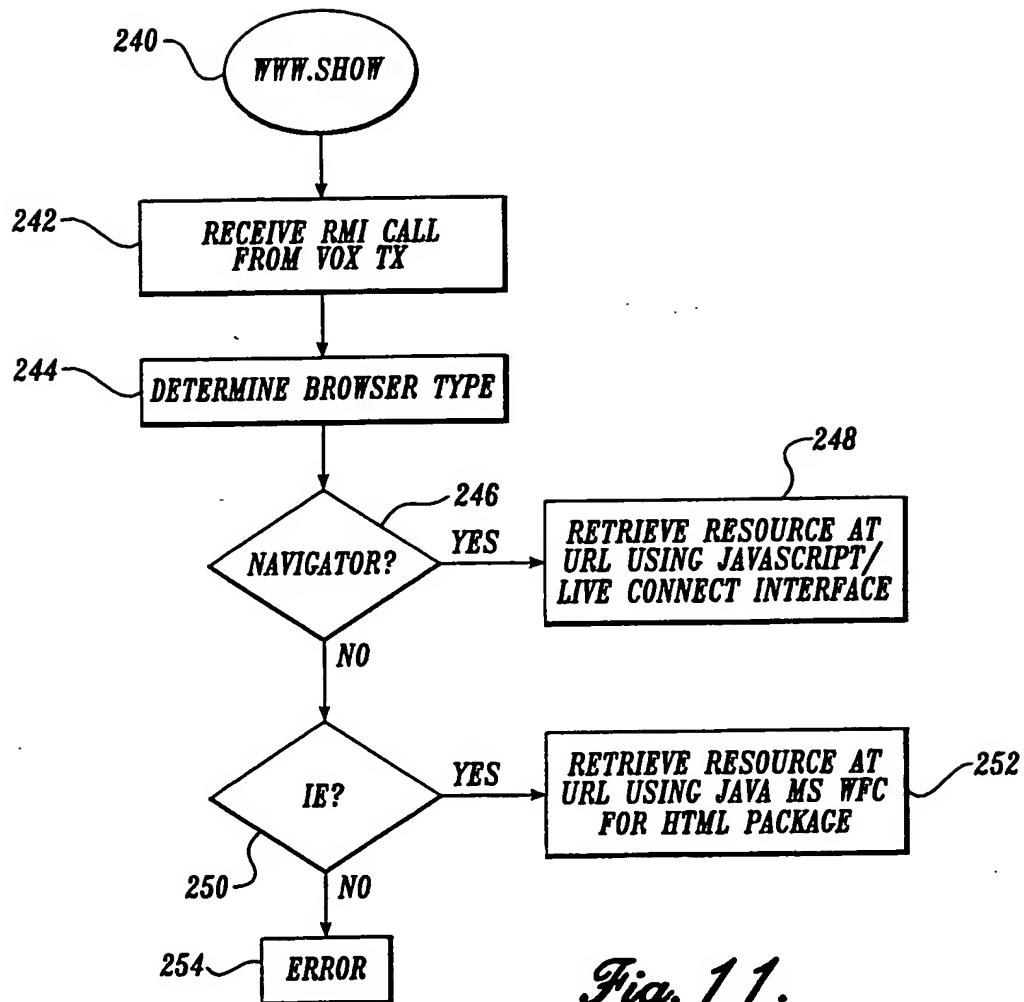 240
WWW.SHOW
242
RECEIVE RMI CALL
FROM VOX TX
244
DETERMINE BROWSER TYPE
246
NAVIGATOR?
YES
248
RETRIEVE RESOURCE AT
URL USING JAVASCRIPT/
LIVE CONNECT INTERFACE
NO
IE?
YES
252
RETRIEVE RESOURCE AT
URL USING JAVA MS WFC
FOR HTML PACKAGE
250
NO
254
ERROR
Fig. 11.